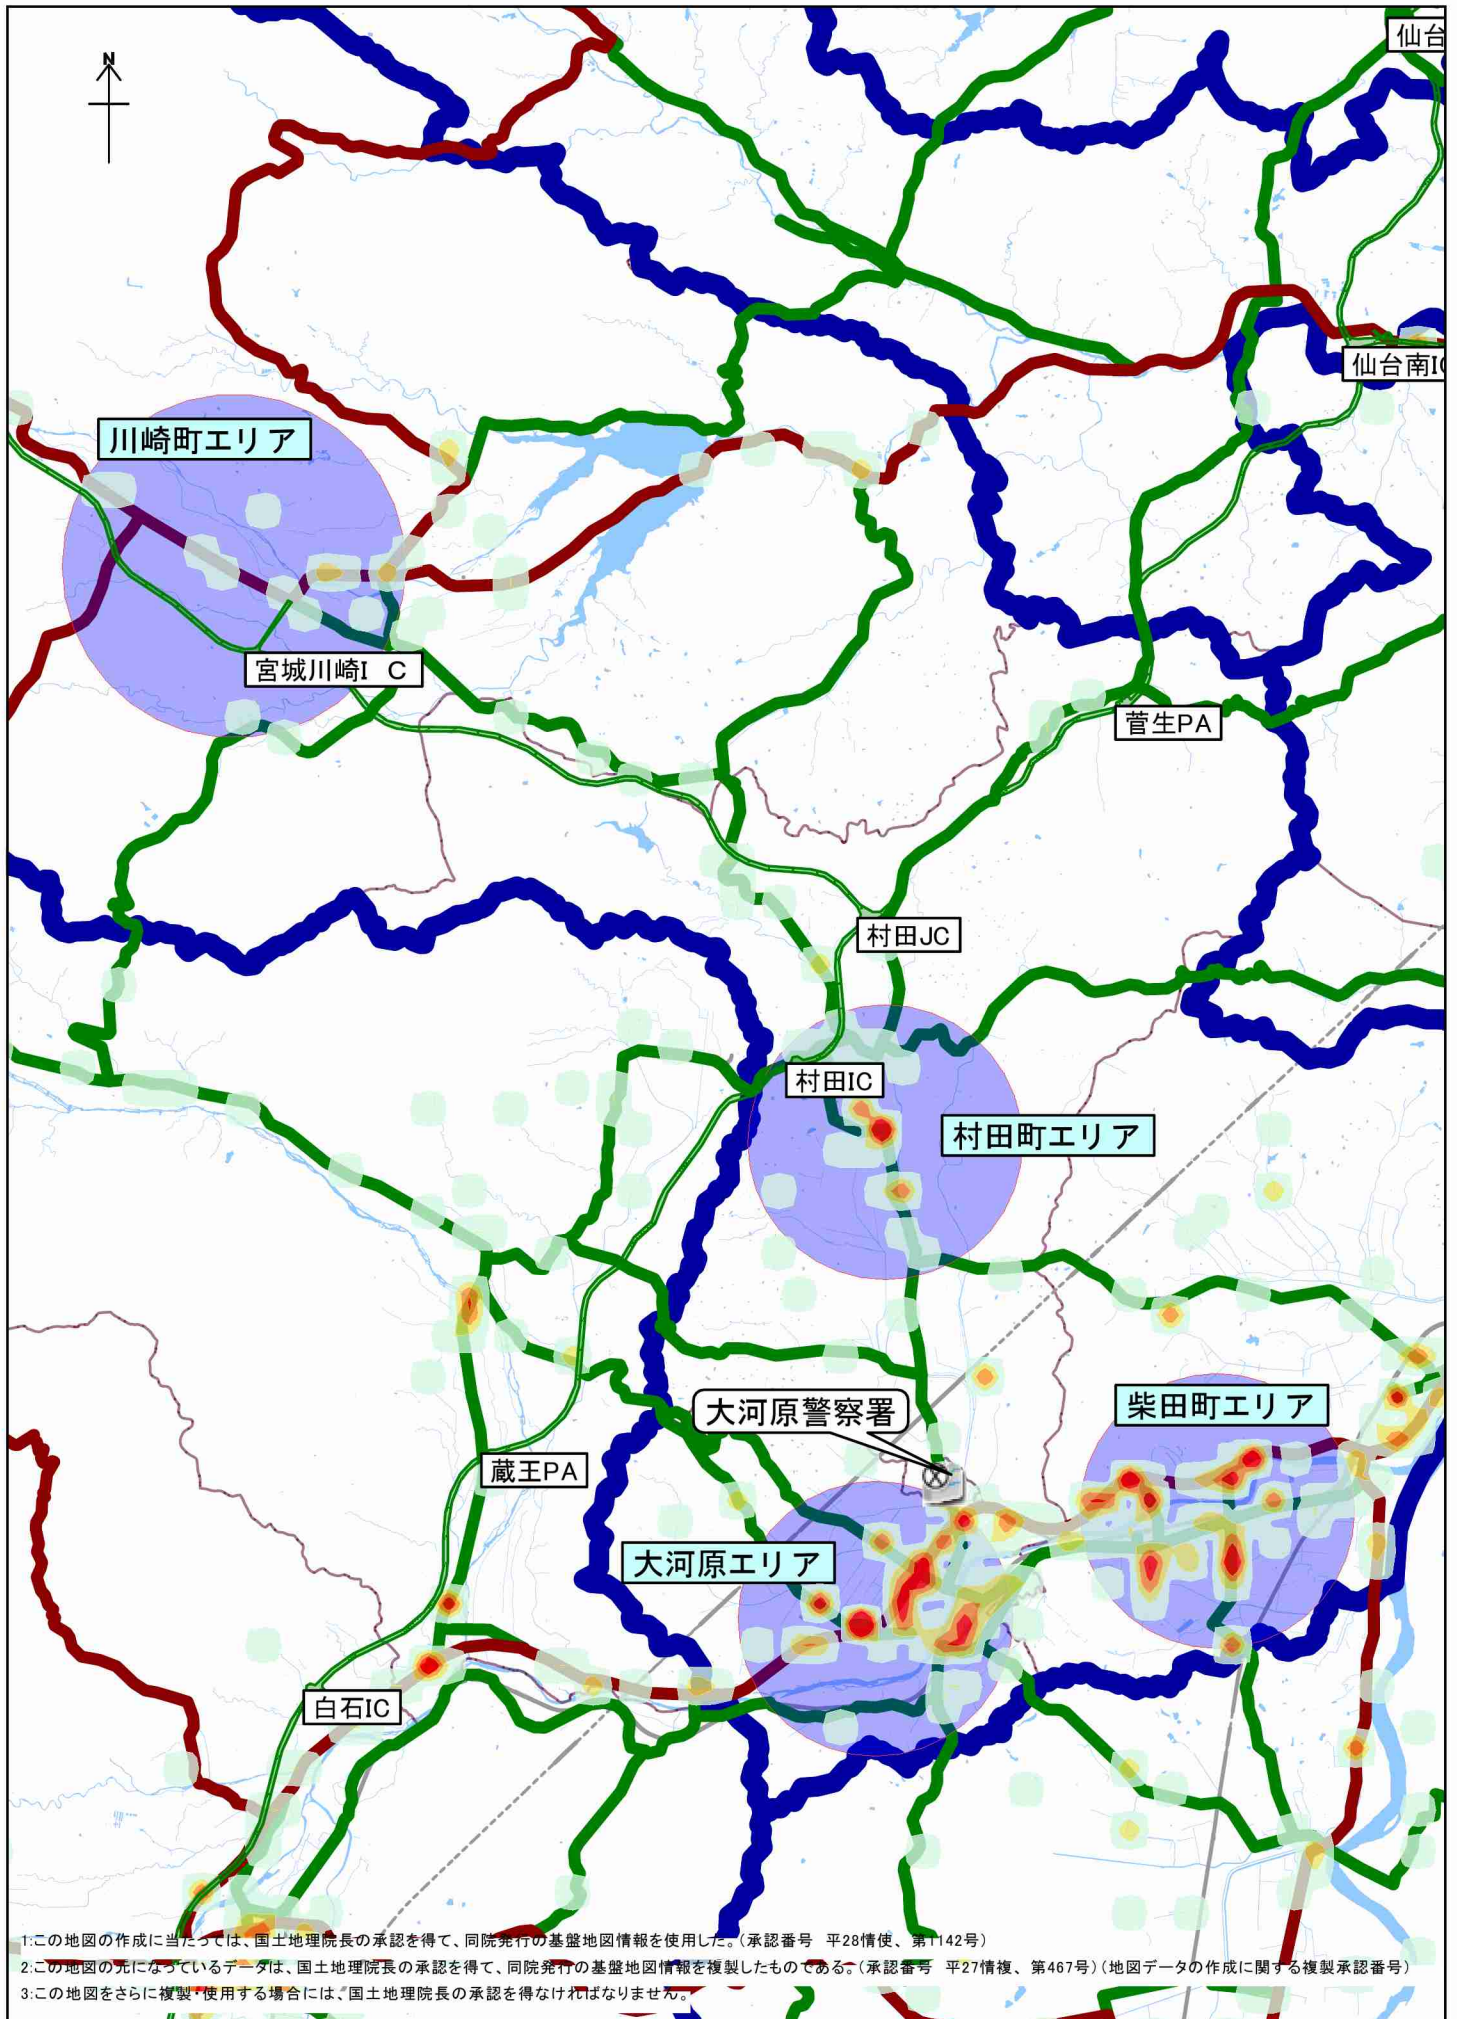 N
仙台
仙台南IC
川崎町エリア
宮城川崎I C
菅生PA
村田JC
村田IC
村田町エリア
大河原警察署
柴田町エリア
蔵王PA
大河原エリア
白石IC
1:この地図の作成に当たっては、国土地理院長の承認を得て、同院発行の基盤地図情報を使用した。(承認番号 平28情使、第1142号)
2:この地図の元になっているデータは、国土地理院長の承認を得て、同院発行の基盤地図情報を複製したものである。(承認番号 平27情複、第467号)(地図データの作成に関する複製承認番号)
3:この地図をさらに複製・使用する場合には、国土地理院長の承認を得なければなりません。